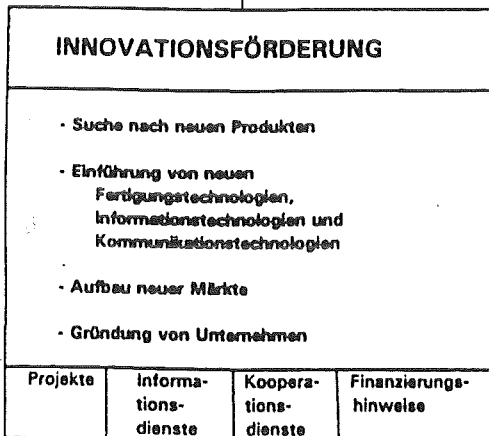 INNOVATIONSFÖRDERUNG
- Suche nach neuen Produkten
- Einführung von neuen
Fertigungstechnologien,
Informationstechnologien und
Kommunikationstechnologien
- Aufbau neuer Märkte
- Gründung von Unternehmen
Projekte
Informa-
tions-
dienste
Koopera-
tions-
dienste
Finanzierungs-
hinweise